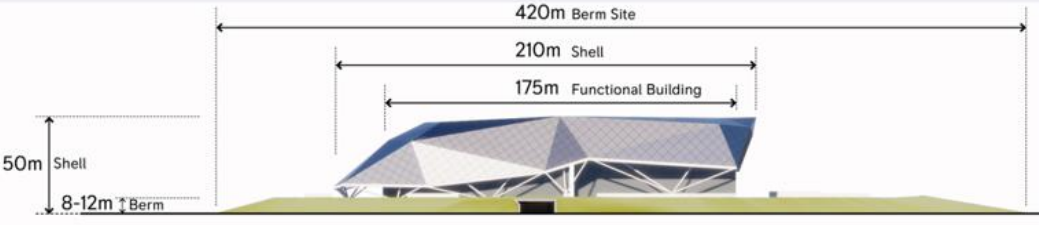 420m Berm Site
210m Shell
175m Functional Building
50m Shell
8-12m Berm